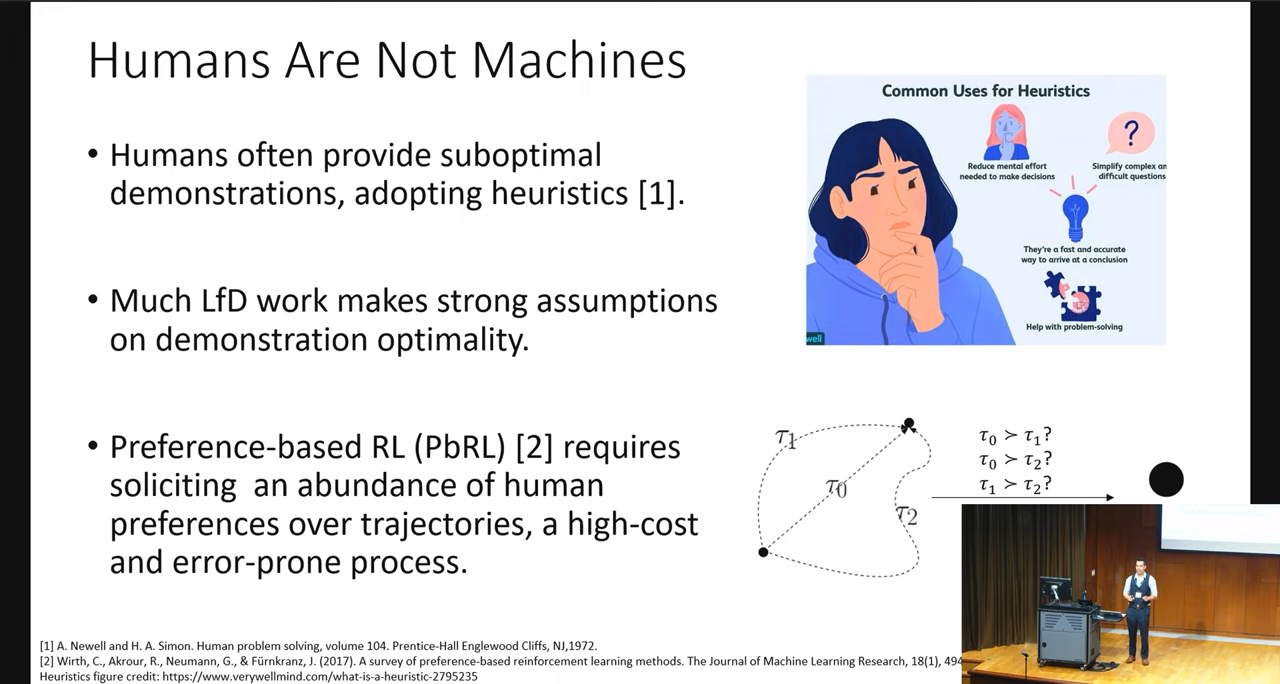 Humans Are Not Machines
• Humans often provide suboptimal
demonstrations, adopting heuristics [1].
• Much LfD work makes strong assumptions
on demonstration optimality.
• Preference-based RL (PbRL) [2] requires
soliciting an abundance of human
preferences over trajectories, a high-cost
and error-prone process.
Common Uses for Heuristics
?
Reduce mental effort
needed to make decisions
Simplify complex an
difficult questions
They're a fast and accurate
way to arrive at a conclusion
Help with problem-solving
well
τ1
τ0
τ2
τ0 ≻ τ1?
τ0 ≻ τ2?
τ1 ≻ τ2?
[1] A. Newell and H. A. Simon. Human problem solving, volume 104. Prentice-Hall Englewood Cliffs, NJ,1972.
[2] Wirth, C., Akrour, R., Neumann, G., & Fürnkranz, J. (2017). A survey of preference-based reinforcement learning methods. The Journal of Machine Learning Research, 18(1), 494
Heuristics figure credit: https://www.verywellmind.com/what-is-a-heuristic-2795235